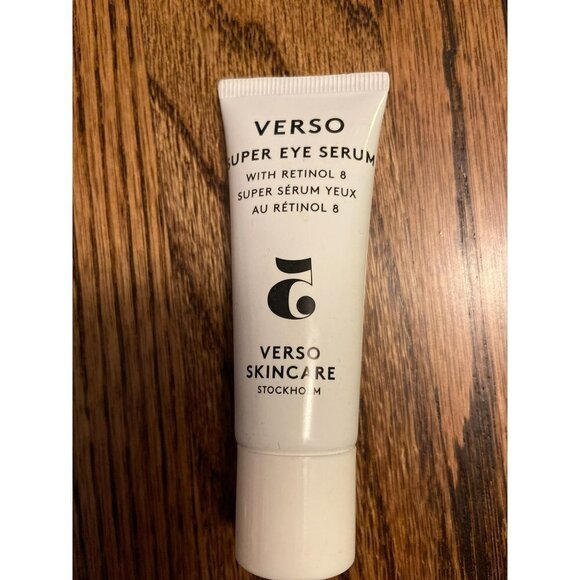 VERSO
SUPER EYE SERUM
WITH RETINOL 8
SUPER SÉRUM YEUX
AU RÉTINOL 8
5
VERSO
SKINCARE
STOCKHOLM